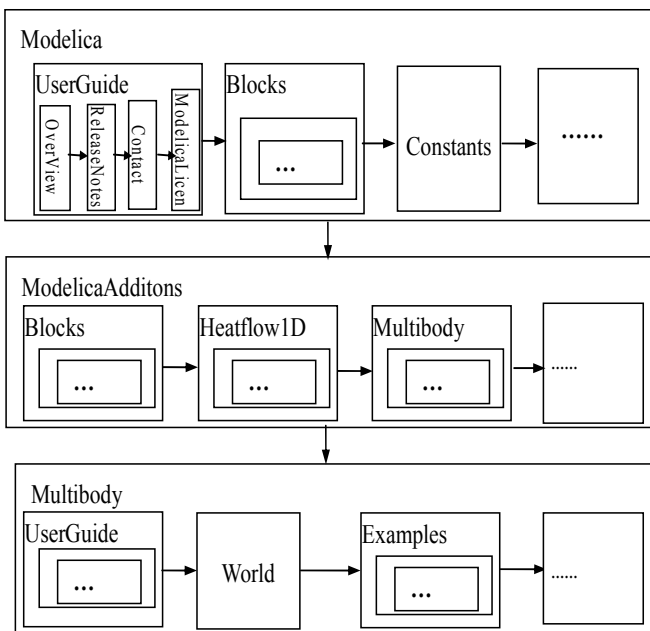 Modelica
UserGuide
OverView
ReleaseNotes
Contact
ModelicaLicen
Blocks
...
Constants
......
ModelicaAdditons
Blocks
...
Heatflow1D
...
Multibody
...
......
Multibody
UserGuide
...
World
Examples
...
......